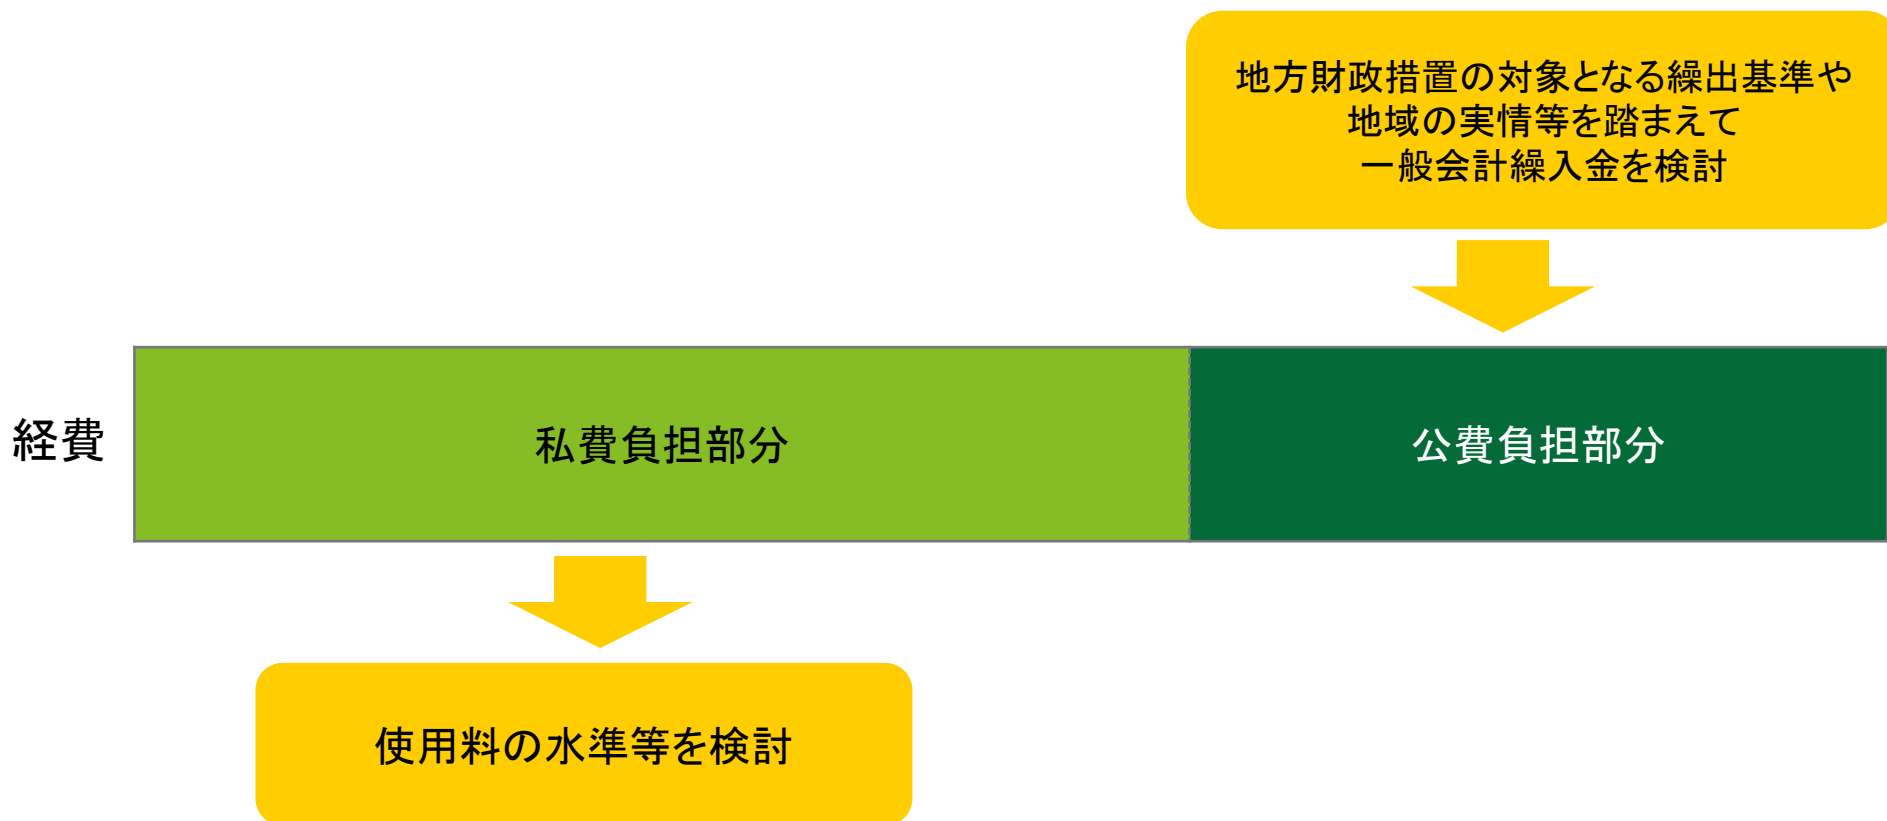 地方財政措置の対象となる繰出基準や
地域の実情等を踏まえて
一般会計繰入金を検討
経費
私費負担部分
公費負担部分
使用料の水準等を検討